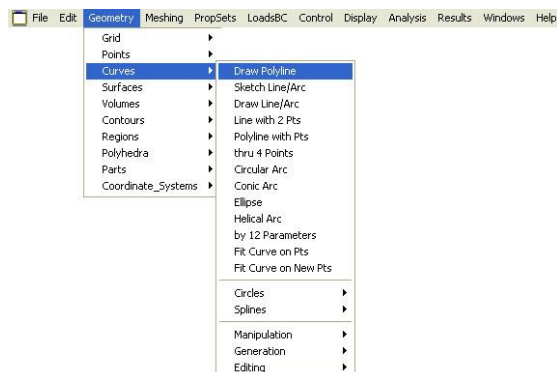 File Edit Geometry Meshing PropSets LoadsBC Control Display Analysis Results Windows Help
Grid
Points
Curves
Surfaces
Volumes
Contours
Regions
Polyhedra
Parts
Coordinate_Systems
Draw Polyline
Sketch Line/Arc
Draw Line/Arc
Line with 2 Pts
Polyline with Pts
thru 4 Points
Circular Arc
Conic Arc
Ellipse
Helical Arc
by 12 Parameters
Fit Curve on Pts
Fit Curve on New Pts
Circles
Splines
Manipulation
Generation
Editing